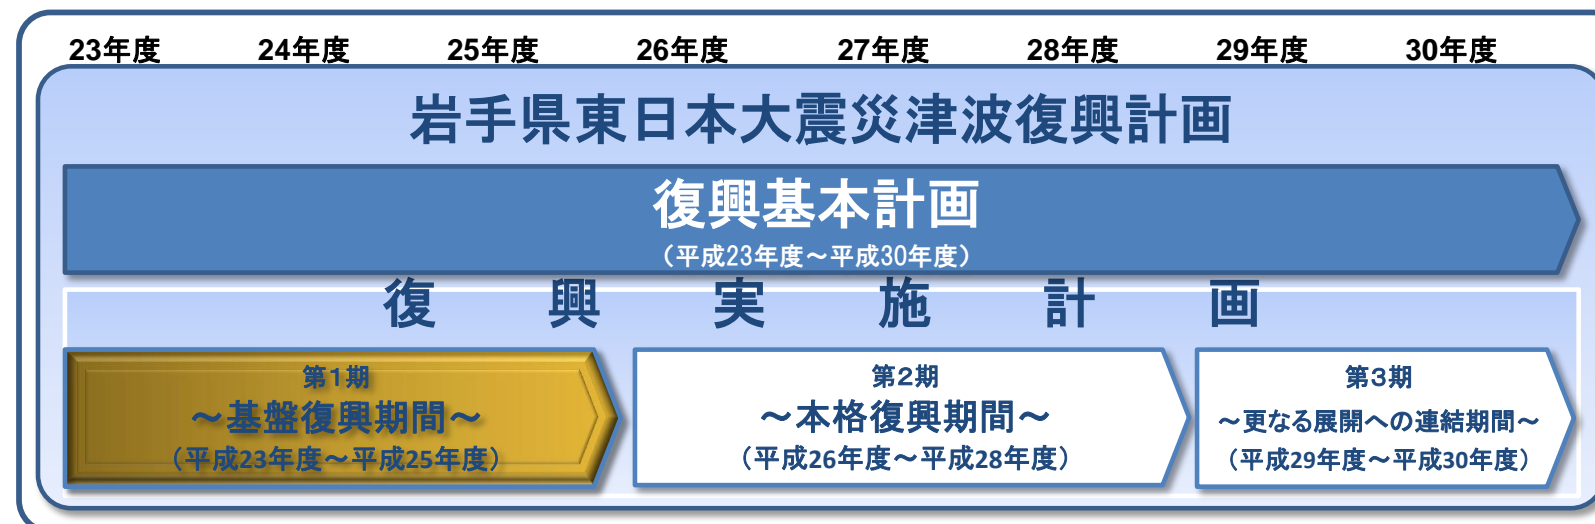 23年度 24年度 25年度 26年度 27年度 28年度 29年度 30年度
岩手県東日本大震災津波復興計画
復興基本計画
（平成23年度～平成30年度）
復興実施計画
第１期
～基盤復興期間～
（平成23年度～平成25年度）
第２期
～本格復興期間～
（平成26年度～平成28年度）
第３期
～更なる展開への連結期間～
（平成29年度～平成30年度）